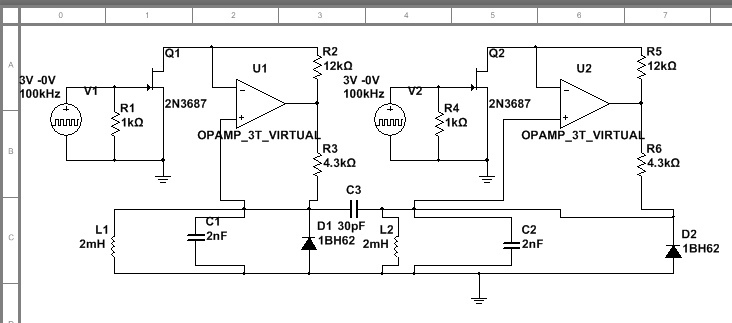 0 1 2 3 4 5 6 7
A
B
C
Q1
R2
12kΩ
U1
3V -0V
100kHz
V1
R1
1kΩ
2N3687
OPAMP_3T_VIRTUAL
R3
4.3kΩ
Q2
R5
12kΩ
U2
3V -0V
100kHz
V2
R4
1kΩ
2N3687
OPAMP_3T_VIRTUAL
R6
4.3kΩ
C3
30pF
L1
2mH
C1
2nF
D1
1BH62
L2
2mH
C2
2nF
D2
1BH62